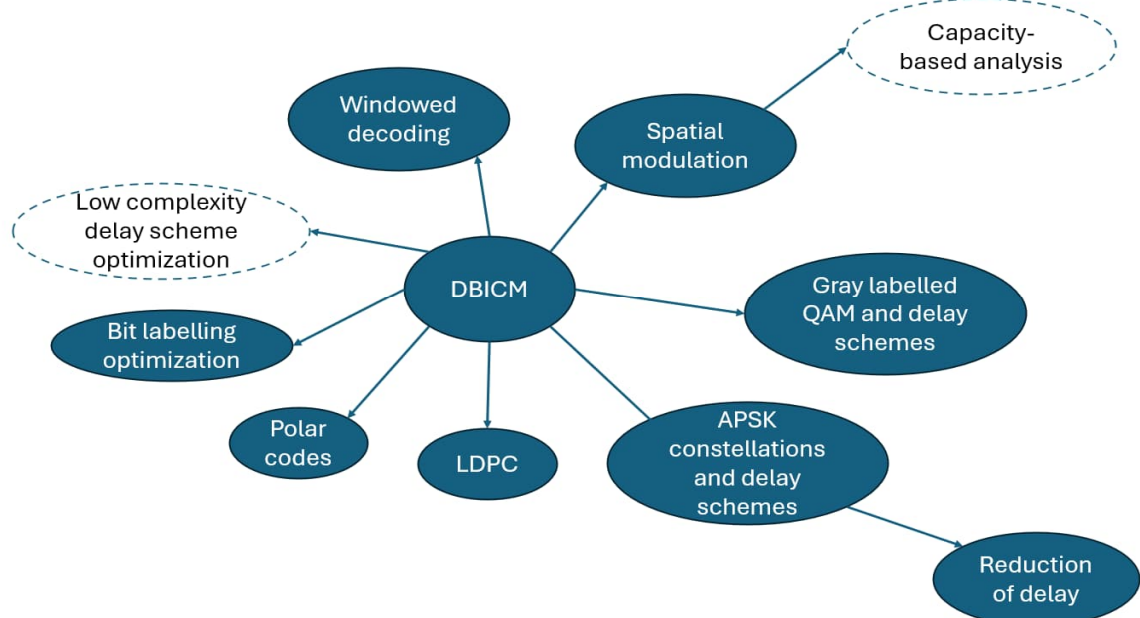 Capacity-
based analysis
Windowed
decoding
Spatial
modulation
Low complexity
delay scheme
optimization
DBICM
Gray labelled
QAM and delay
schemes
Bit labelling
optimization
Polar
codes
LDPC
APSK
constellations
and delay
schemes
Reduction
of delay